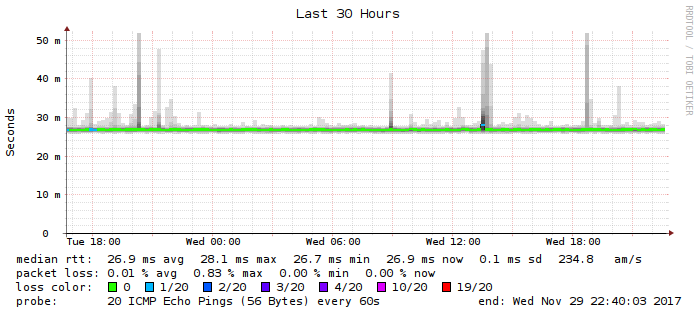 Last 30 Hours
RRDTOOL / TOBI OETIKER
Seconds
50 m
40 m
30 m
20 m
10 m
0
Tue 18:00 Wed 00:00 Wed 06:00 Wed 12:00 Wed 18:00
median rtt: 26.9 ms avg 28.1 ms max 26.7 ms min 26.9 ms now 0.1 ms sd 234.8 am/s
packet loss: 0.01 % avg 0.83 % max 0.00 % min 0.00 % now
loss color: 0 1/20 2/20 3/20 4/20 10/20 19/20
probe: 20 ICMP Echo Pings (56 Bytes) every 60s end: Wed Nov 29 22:40:03 2017